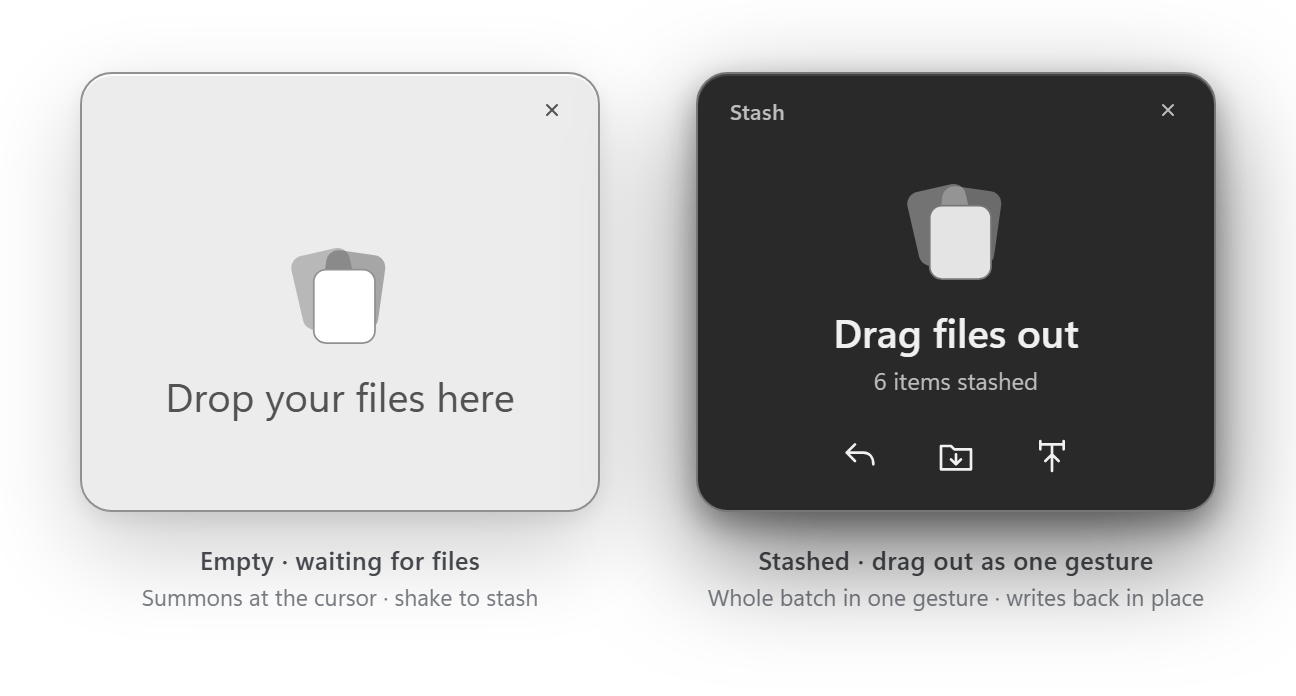 Drop your files here
Empty · waiting for files
Summons at the cursor · shake to stash
Stash
Drag files out
6 items stashed
Stashed · drag out as one gesture
Whole batch in one gesture · writes back in place